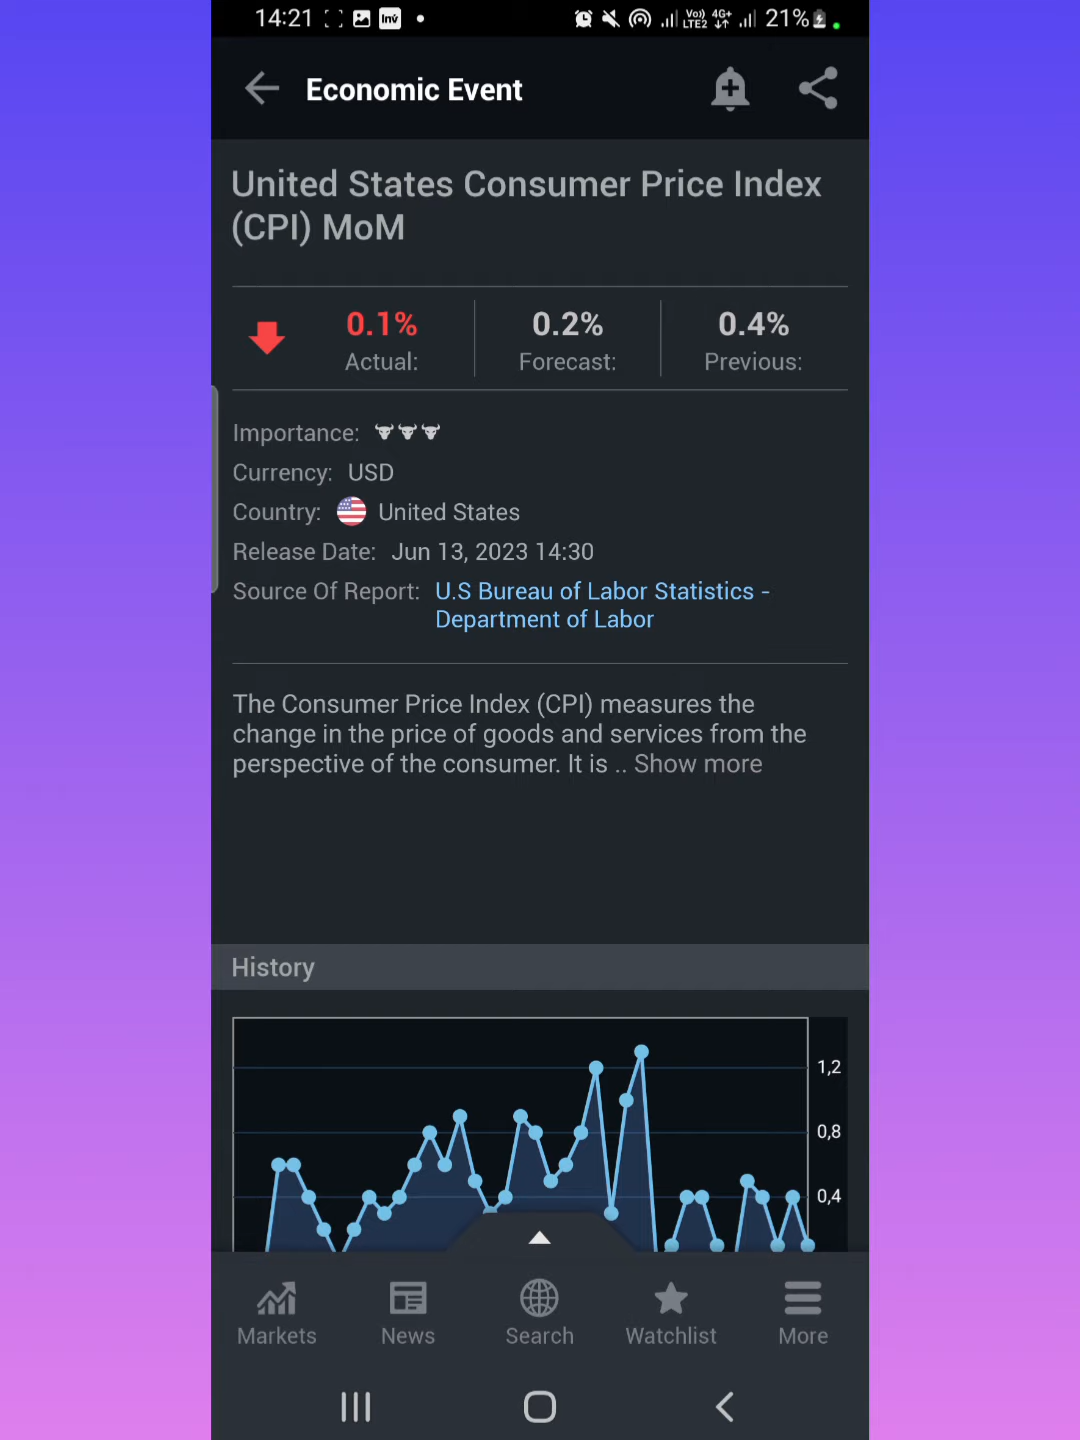 14:21 Inv Vo)) LTE2 4G+ 21%
Economic Event
United States Consumer Price Index
(CPI) MoM
0.1% 0.2% 0.4%
Actual: Forecast: Previous:
Importance:
Currency: USD
Country: United States
Release Date: Jun 13, 2023 14:30
Source Of Report: U.S Bureau of Labor Statistics -
Department of Labor
The Consumer Price Index (CPI) measures the
change in the price of goods and services from the
perspective of the consumer. It is .. Show more
History
1,2
0,8
0,4
Markets News Search Watchlist More